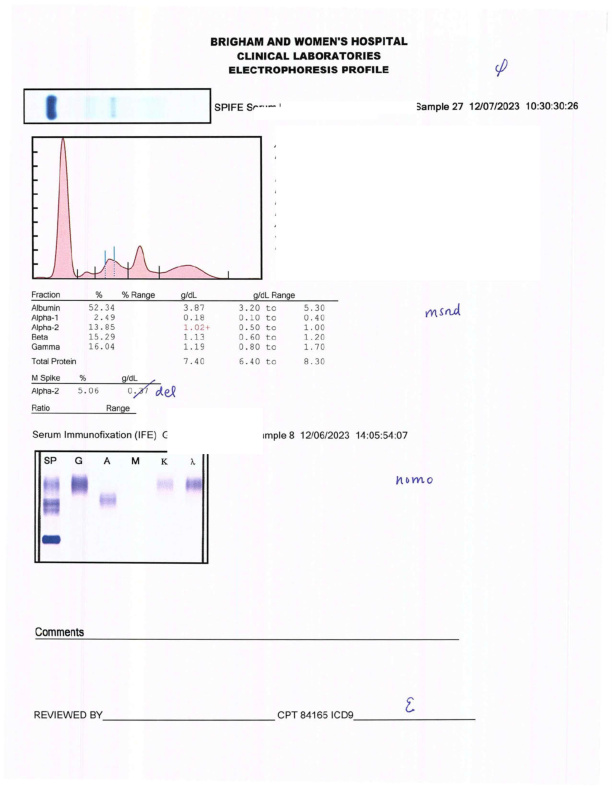 BRIGHAM AND WOMEN'S HOSPITAL
CLINICAL LABORATORIES
ELECTROPHORESIS PROFILE
φ
SPIFE Sample 27 12/07/2023 10:30:30:26
Fraction % % Range g/dL g/dL Range
Albumin 52.34 3.87 3.20 to 5.30
Alpha-1 2.49 0.18 0.10 to 0.40
Alpha-2 13.85 1.02+ 0.50 to 1.00
Beta 15.29 1.13 0.60 to 1.20
Gamma 16.04 1.19 0.80 to 1.70
Total Protein 7.40 6.40 to 8.30
msnd
M Spike % g/dL
Alpha-2 5.06 0.37 del
Ratio Range
Serum Immunofixation (IFE) mple 8 12/06/2023 14:05:54:07
SP G A M K λ
nomo
Comments
REVIEWED BY CPT 84165 ICD9